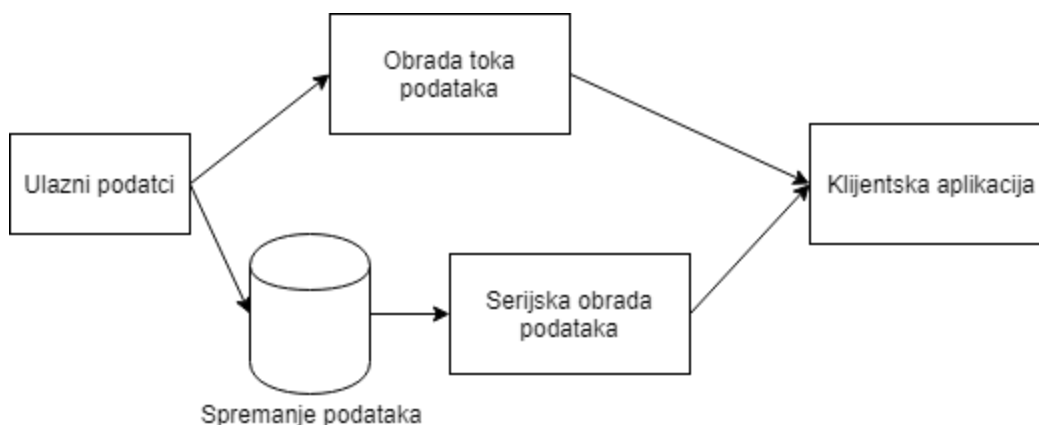 Obrada toka
podataka
Ulazni podatci
Klijentska aplikacija
Serijska obrada
podataka
Spremanje podataka